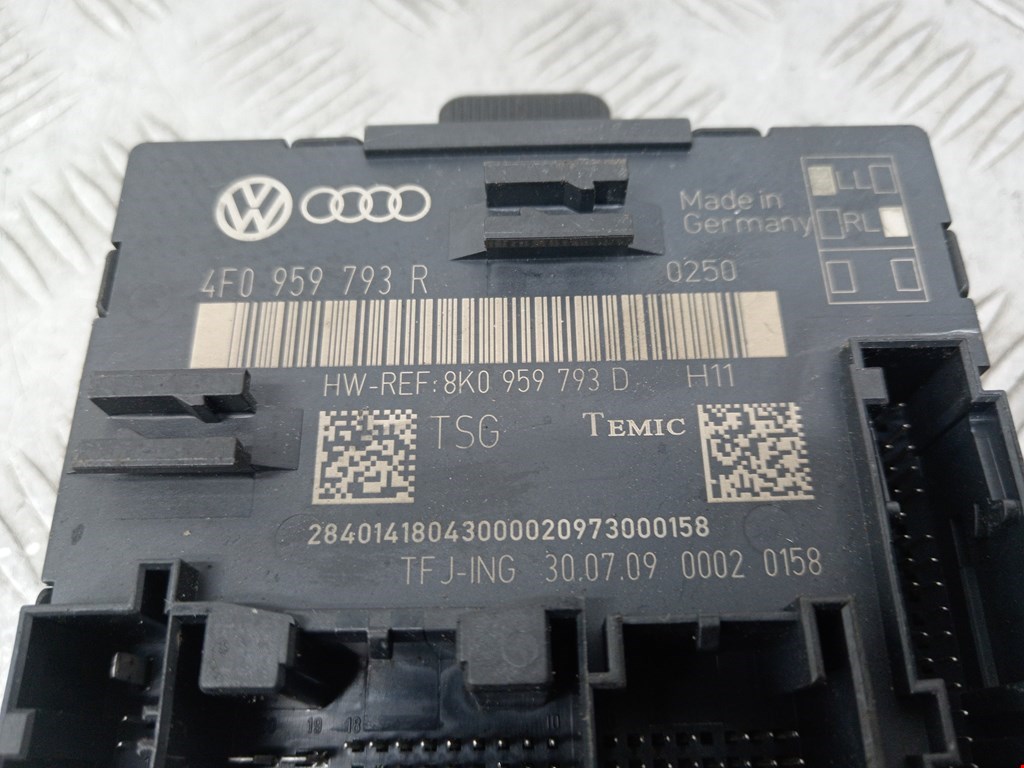 Made in LL
Germany RL
4F0 959 793 R 0250
HW-REF: 8K0 959 793 D H11
TSG TEMIC
28401418043000020973000158
TFJ-ING 30.07.09 0002 0158